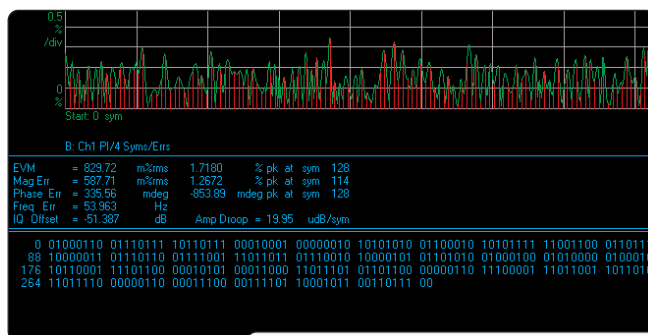 0.5
%
/div
0
%
Start: 0 sym
B: Ch1 PI/4 Syms/Errs
EVM = 829.72 m%rms 1.7180 % pk at sym 128
Mag Err = 587.71 m%rms 1.2672 % pk at sym 114
Phase Err = 335.56 mdeg -853.89 mdeg pk at sym 128
Freq Err = 53.963 Hz
IQ Offset = -51.387 dB Amp Droop = 19.95 udB/sym
0 01000110 01110111 10110111 00010001 00000010 10101010 01100010 10101111 11001100 0110111
88 10000011 01110110 01111001 11011011 01110010 10000101 01101010 01000100 01010000 010001
176 10110001 11101100 00010101 00011000 11011101 01101100 00000110 11100001 11011001 1011010
264 11011110 00000110 00011100 00111101 10001011 00110111 00